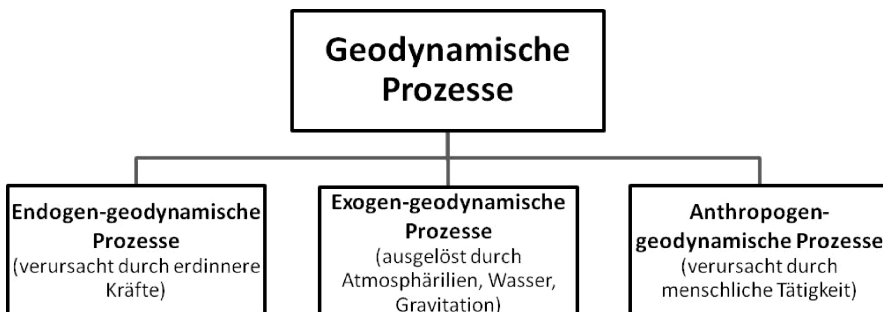 Geodynamische
Prozesse
Endogen-geodynamische
Prozesse
(verursacht durch erdinnere
Kräfte)
Exogen-geodynamische
Prozesse
(ausgelöst durch
Atmosphärilien, Wasser,
Gravitation)
Anthropogen-
geodynamische Prozesse
(verursacht durch
menschliche Tätigkeit)